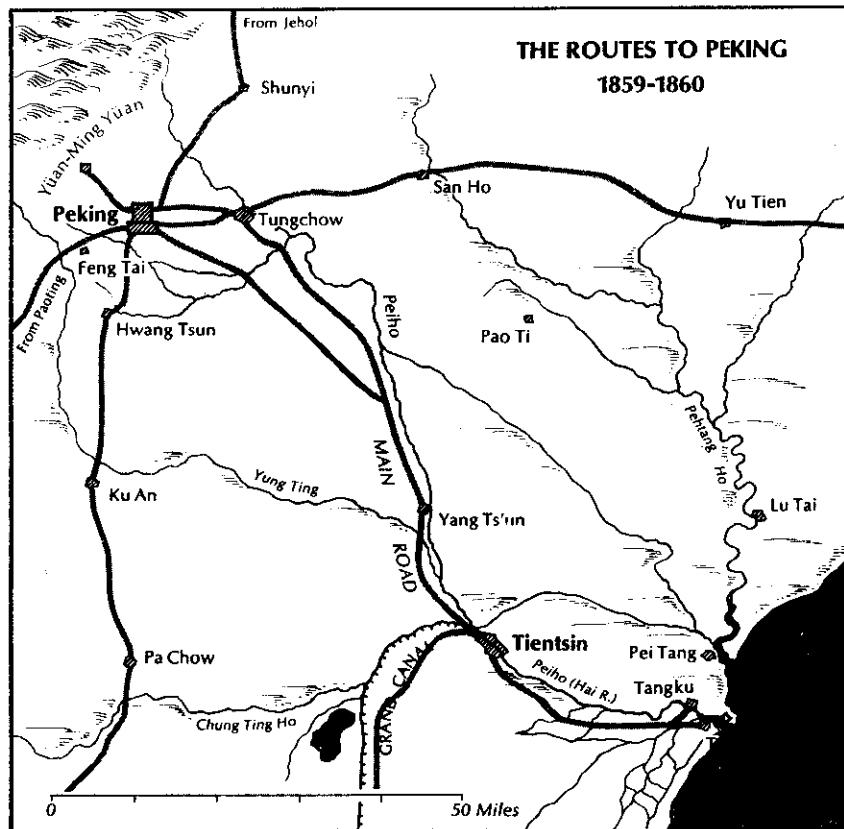 From Jehol
THE ROUTES TO PEKING
1859-1860
Shunyi
Yüan-Ming Yüan
San Ho
Peking
Tungchow
Yu Tien
Feng Tai
From Paoting
Peiho
Hwang Tsun
Pao Ti
Pehtang Ho
MAIN
Ku An
Yung Ting
Yang Ts'un
Lu Tai
ROAD
Tientsin
Pa Chow
Pei Tang
Peiho (Hai R.)
Tangku
Chung Ting Ho
GRAND CANAL
0
50 Miles